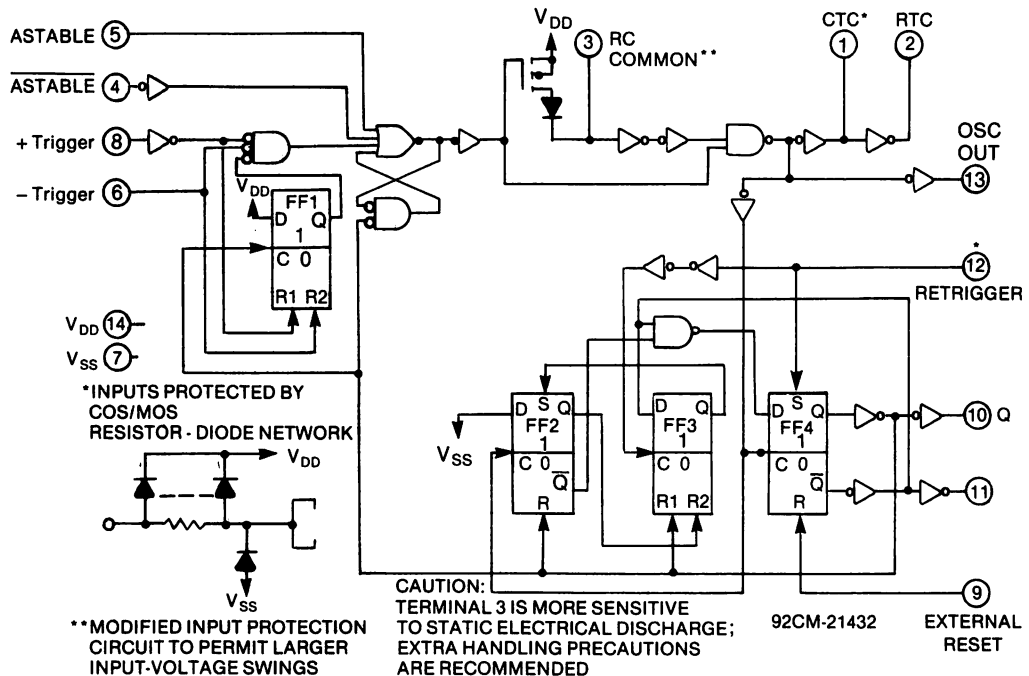 ASTABLE 5
ASTABLE 4
+ Trigger 8
– Trigger 6
VDD
3 RC
COMMON**
CTC*
1
RTC
2
OSC
OUT
13
VDD
FF1
D Q
1
C 0
R1 R2
VDD 14
VSS 7
*
12
RETRIGGER
*INPUTS PROTECTED BY
COS/MOS
RESISTOR - DIODE NETWORK
VDD
VSS
**MODIFIED INPUT PROTECTION
CIRCUIT TO PERMIT LARGER
INPUT-VOLTAGE SWINGS
VSS
S
D Q
FF2
1
C 0
Q
R
D Q
FF3
1
C 0
R1 R2
S
D Q
FF4
1
C 0
Q
R
10 Q
11
9
EXTERNAL
RESET
CAUTION:
TERMINAL 3 IS MORE SENSITIVE
TO STATIC ELECTRICAL DISCHARGE;
EXTRA HANDLING PRECAUTIONS
ARE RECOMMENDED
92CM-21432